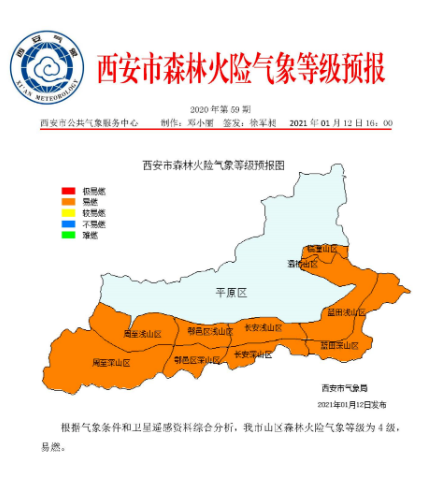 西安气象
XI'AN METEOROLOGY
西安市森林火险气象等级预报
2020 年第 59 期
西安市公共气象服务中心 制作：邓小丽 签发：徐军昶 2021 年 01 月 12 日 16：00
西安市森林火险气象等级预报图
极易燃
易燃
较易燃
不易燃
难燃
临潼山区
灞桥山区
平原区
蓝田浅山区
周至浅山区 鄠邑区浅山区 长安浅山区
蓝田深山区
周至深山区 鄠邑区深山区 长安深山区
西安市气象局
2021年01月12日发布
根据气象条件和卫星遥感资料综合分析，我市山区森林火险气象等级为 4 级，
易燃。